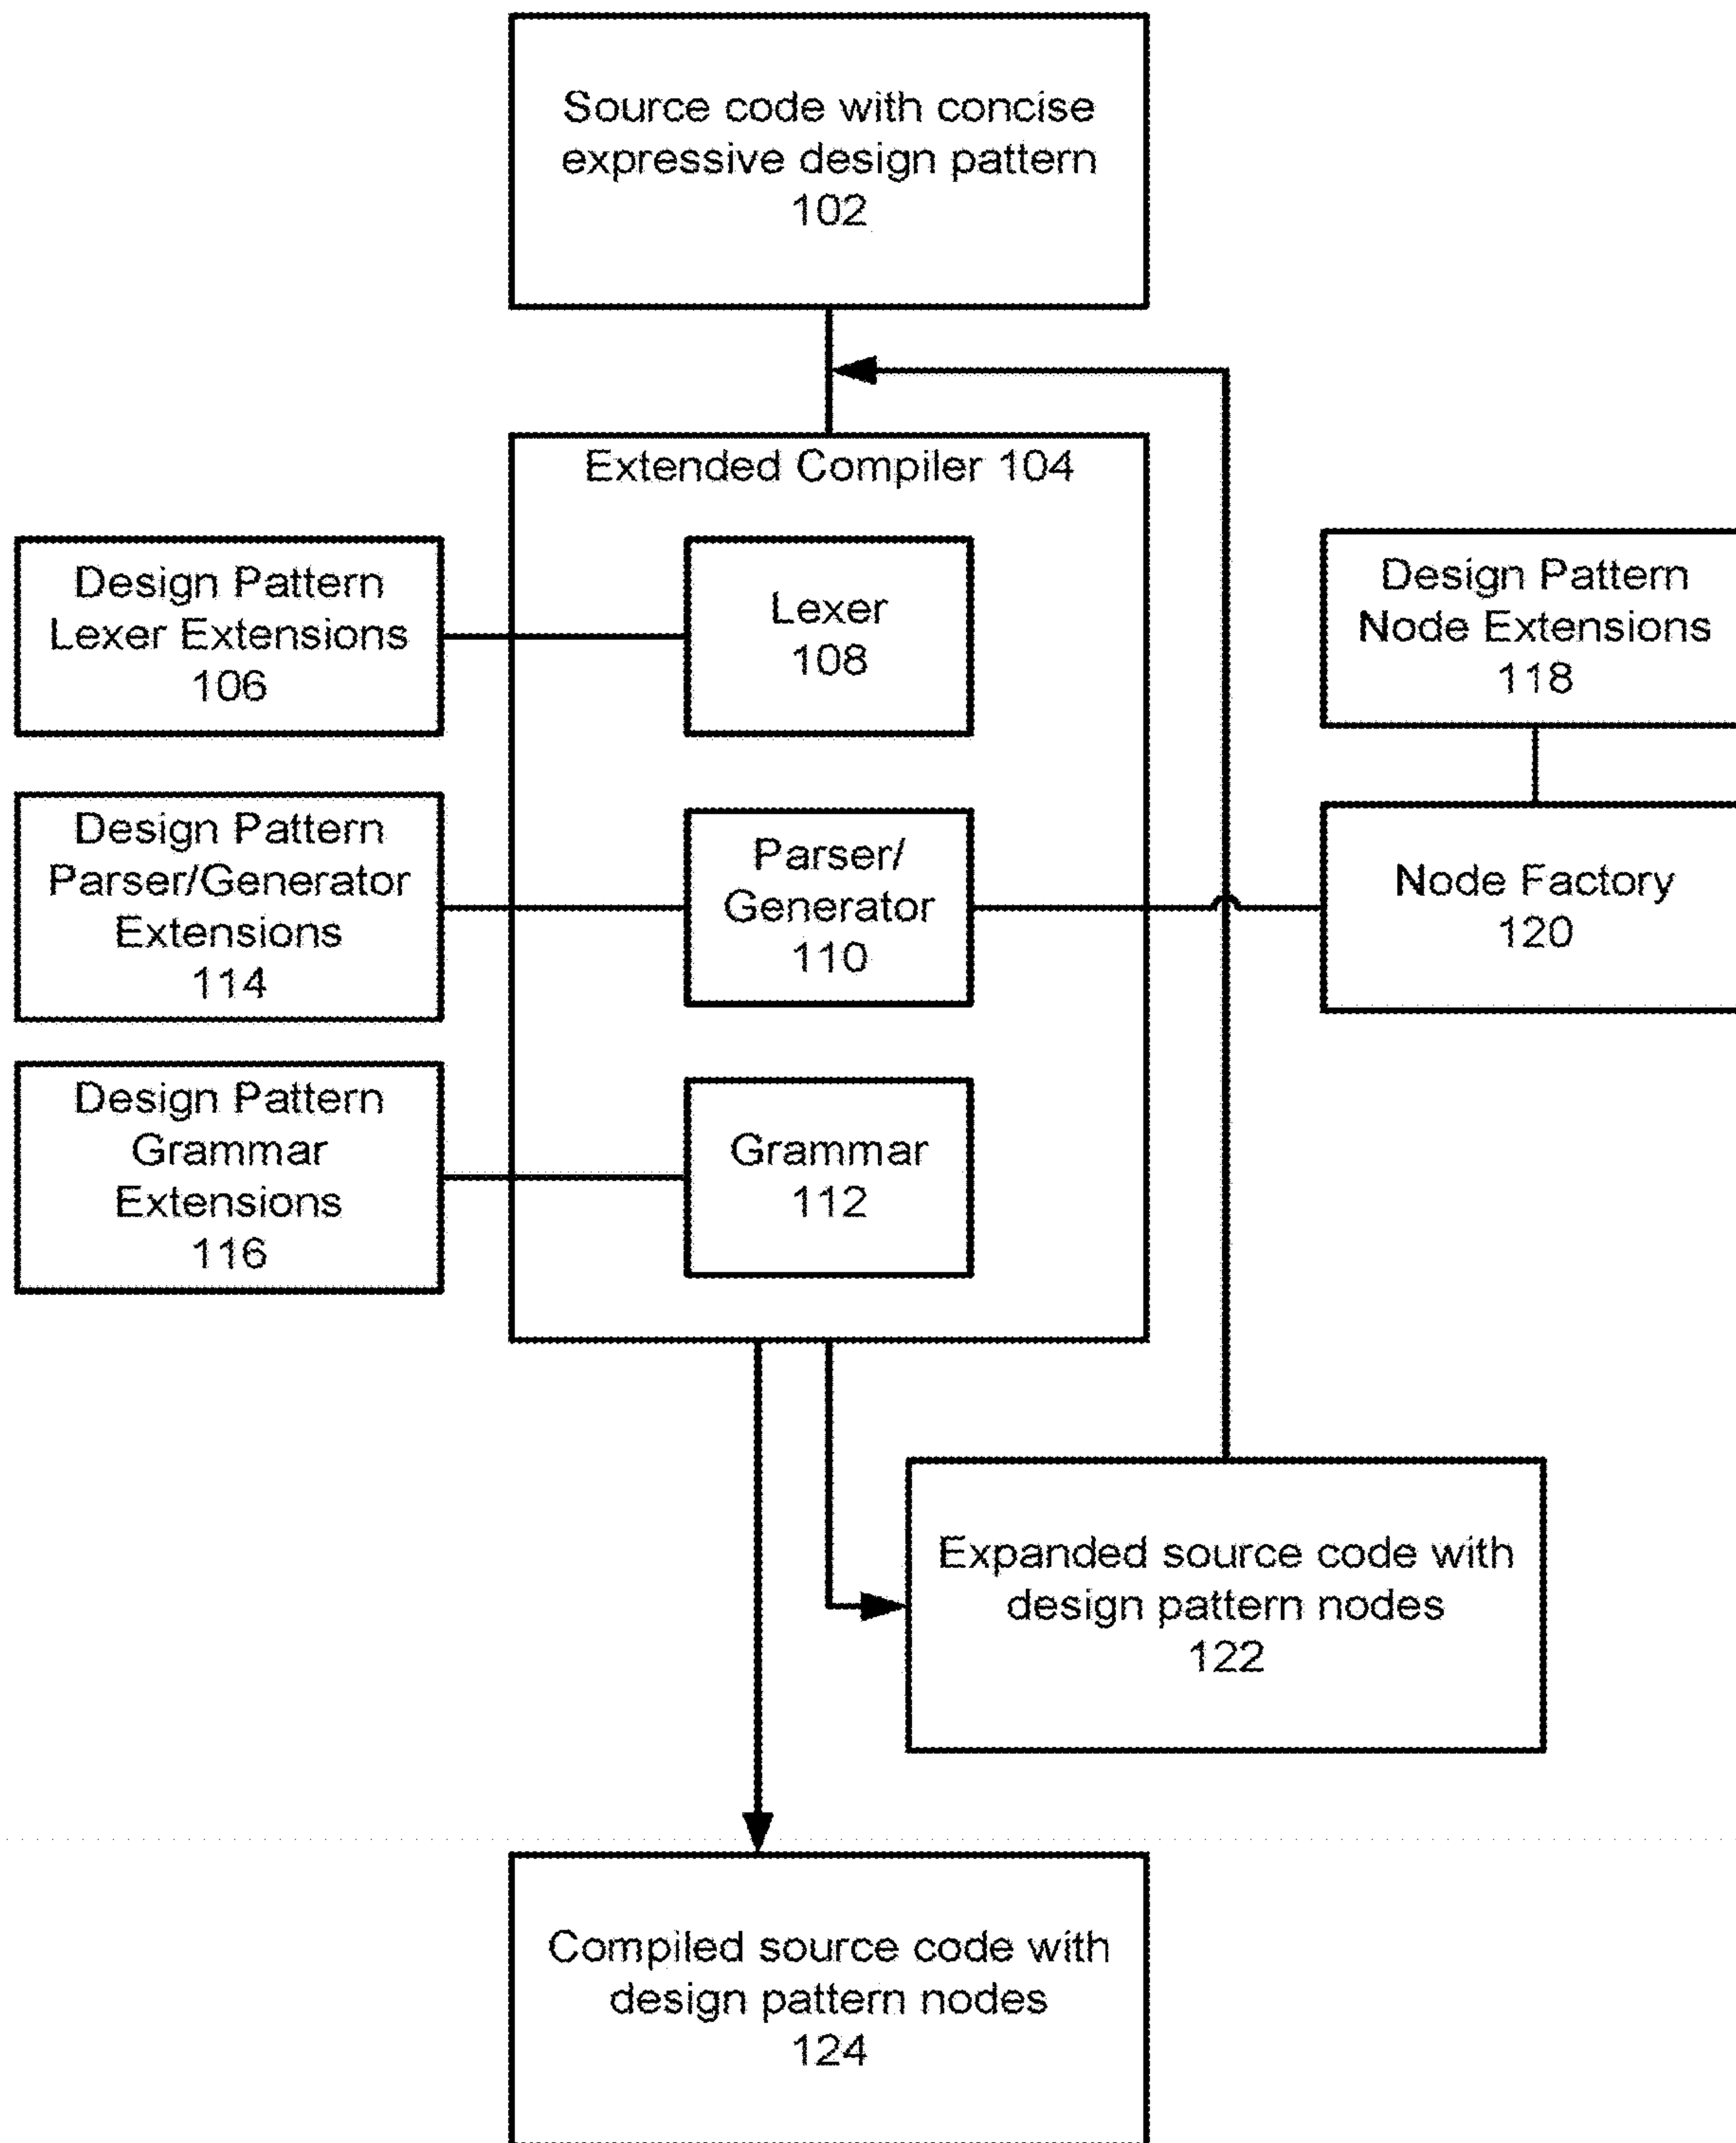 Source code with concise
expressive design pattern
102
Extended Compiler 104
Design Pattern
Lexer Extensions
106
Lexer
108
Design Pattern
Node Extensions
118
Design Pattern
Parser/Generator
Extensions
114
Parser/
Generator
110
Node Factory
120
Design Pattern
Grammar
Extensions
116
Grammar
112
Expanded source code with
design pattern nodes
122
Compiled source code with
design pattern nodes
124